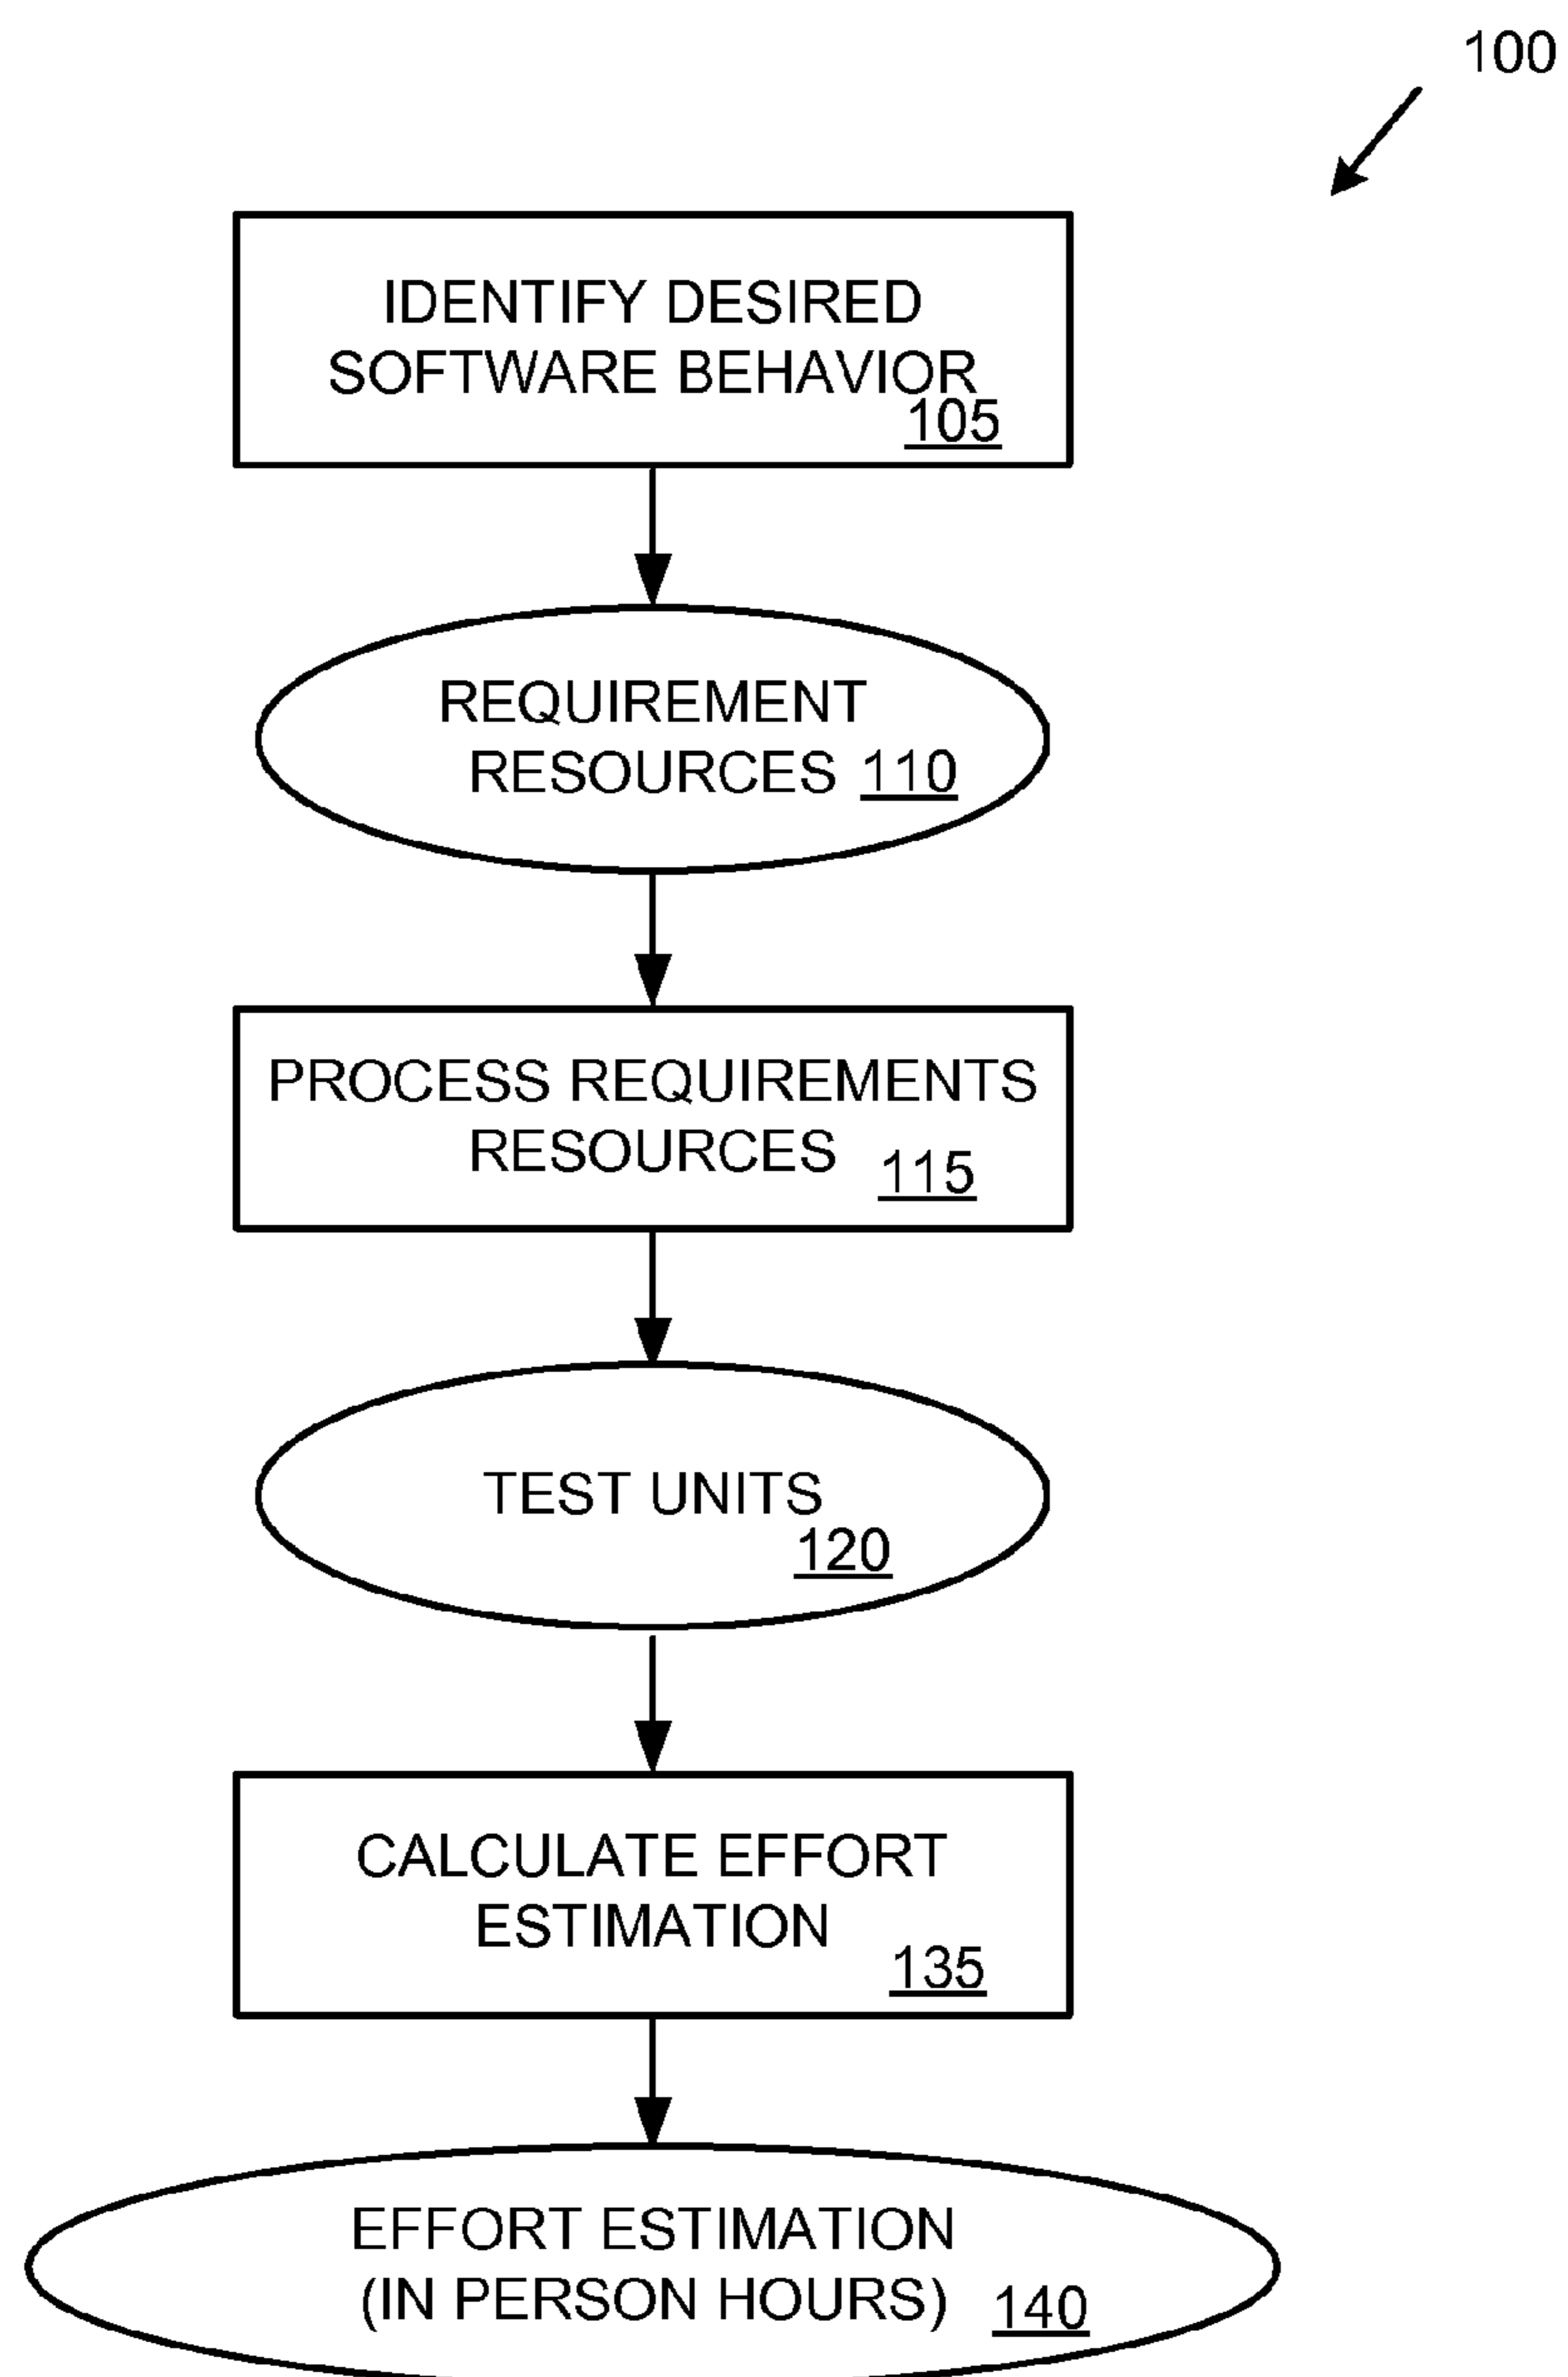 100
IDENTIFY DESIRED
SOFTWARE BEHAVIOR
105
REQUIREMENT
RESOURCES 110
PROCESS REQUIREMENTS
RESOURCES 115
TEST UNITS
120
CALCULATE EFFORT
ESTIMATION
135
EFFORT ESTIMATION
(IN PERSON HOURS) 140